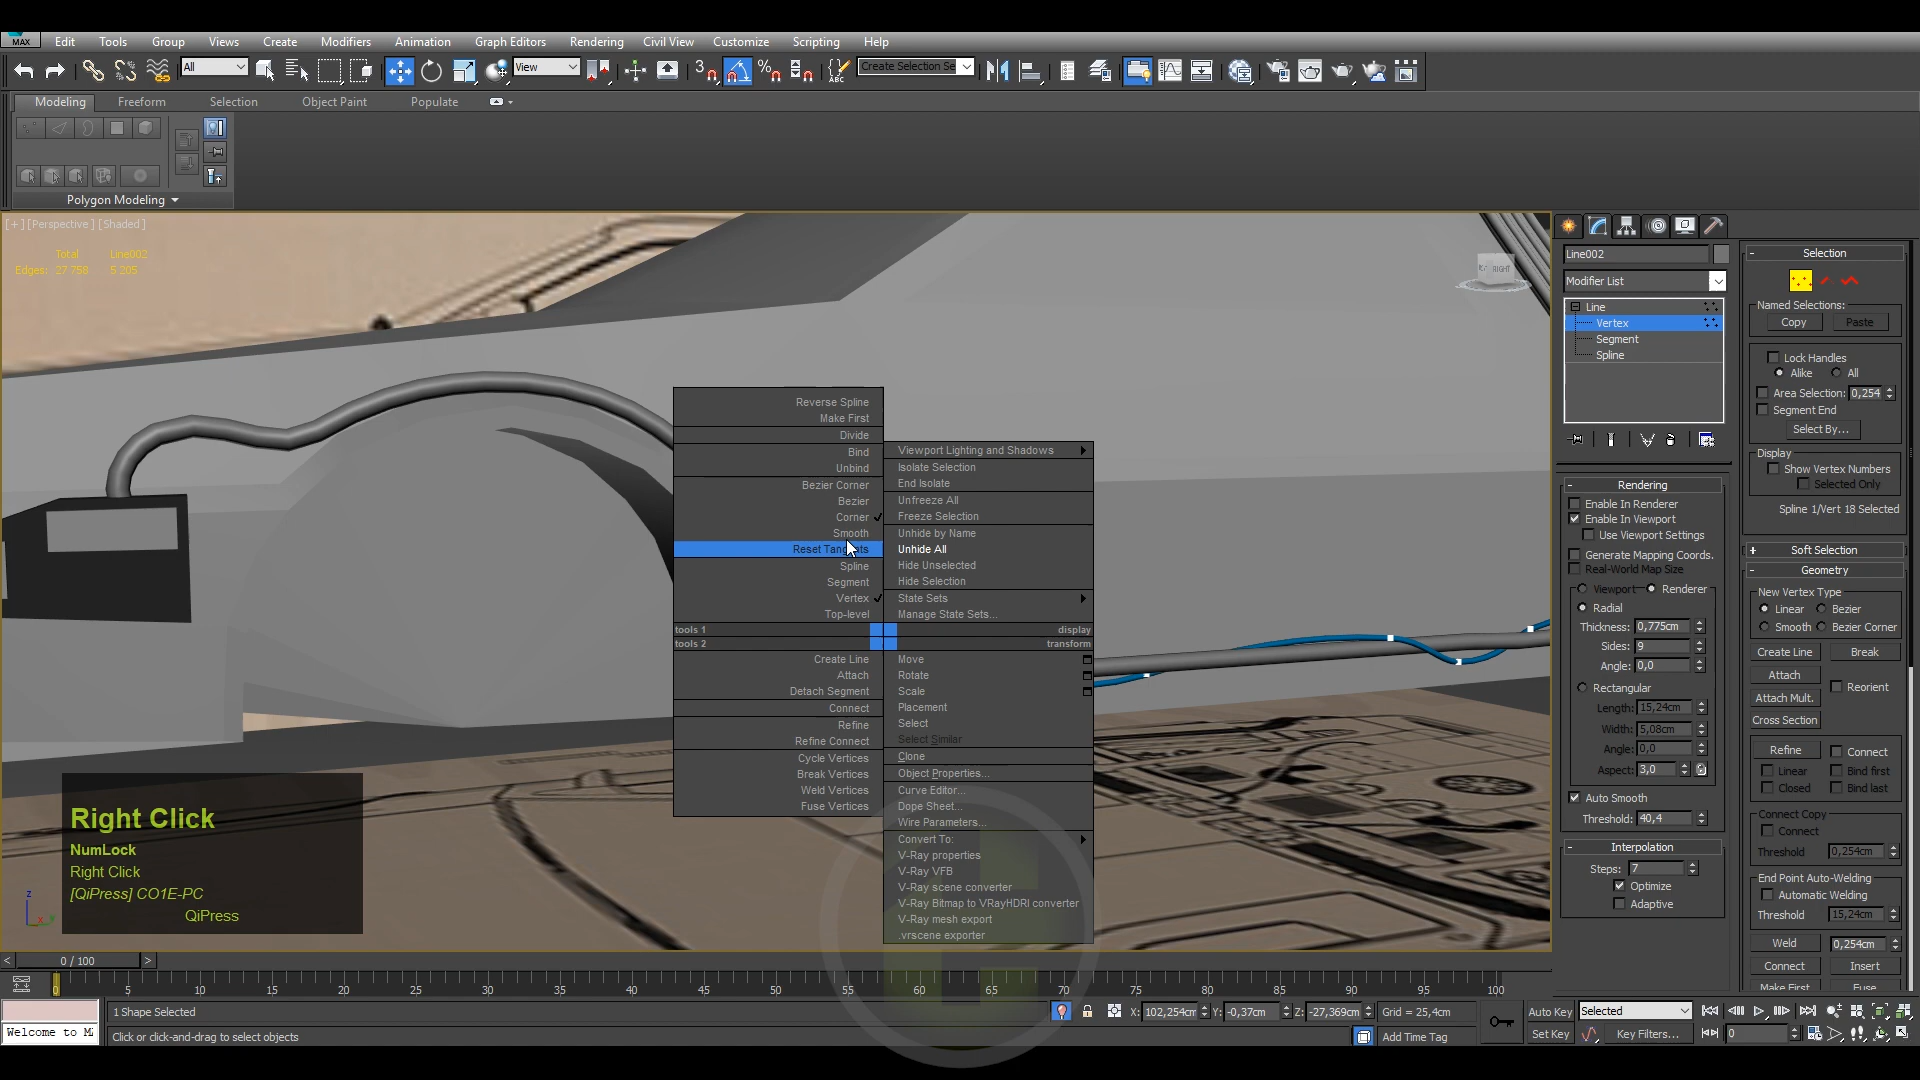 MAX Edit Tools Group Views Create Modifiers Animation Graph Editors Rendering Civil View Customize Scripting Help
All View 3 % ABC Create Selection Se
Modeling Freeform Selection Object Paint Populate
Polygon Modeling
[+] [Perspective] [Shaded]
Total Line002
Edges: 27 758 5 205
RIGHT
Reverse Spline
Make First
Divide
Bind
Unbind
Bezier Corner
Bezier
Corner
Smooth
Reset Tangents
Spline
Segment
Vertex
Top-level
tools 1
tools 2
Create Line
Attach
Detach Segment
Connect
Refine
Refine Connect
Cycle Vertices
Break Vertices
Weld Vertices
Fuse Vertices
Viewport Lighting and Shadows
Isolate Selection
End Isolate
Unfreeze All
Freeze Selection
Unhide by Name
Unhide All
Hide Unselected
Hide Selection
State Sets
Manage State Sets...
display
transform
Move
Rotate
Scale
Placement
Select
Select Similar
Clone
Object Properties...
Curve Editor...
Dope Sheet...
Wire Parameters...
Convert To:
V-Ray properties
V-Ray VFB
V-Ray scene converter
V-Ray Bitmap to VRayHDRI converter
V-Ray mesh export
.vrscene exporter
Right Click
NumLock
Right Click
[QiPress] CO1E-PC
QiPress
z
x
Line002
Modifier List
Line
Vertex
Segment
Spline
- Rendering
Enable In Renderer
Enable In Viewport
Use Viewport Settings
Generate Mapping Coords.
Real-World Map Size
Viewport Renderer
Radial
Thickness: 0,775cm
Sides: 9
Angle: 0,0
Rectangular
Length: 15,24cm
Width: 5,08cm
Angle: 0,0
Aspect: 3,0
Auto Smooth
Threshold: 40,4
- Interpolation
Steps: 7
Optimize
Adaptive
- Selection
Named Selections:
Copy Paste
Lock Handles
Alike All
Area Selection: 0,254
Segment End
Select By...
Display
Show Vertex Numbers
Selected Only
Spline 1/Vert 18 Selected
+ Soft Selection
- Geometry
New Vertex Type
Linear Bezier
Smooth Bezier Corner
Create Line Break
Attach Reorient
Attach Mult.
Cross Section
Refine Connect
Linear Bind first
Closed Bind last
Connect Copy
Connect
Threshold 0,254cm
End Point Auto-Welding
Automatic Welding
Threshold 15,24cm
Weld 0,254cm
Connect Insert
Make First Fuse
< 0 / 100 >
0 5 10 15 20 25 30 35 40 45 50 55 60 65 70 75 80 85 90 95 100
1 Shape Selected X: 102,254cm Y: -0,37cm Z: -27,369cm Grid = 25,4cm Auto Key Selected
Welcome to M Click or click-and-drag to select objects Add Time Tag Set Key Key Filters... 0